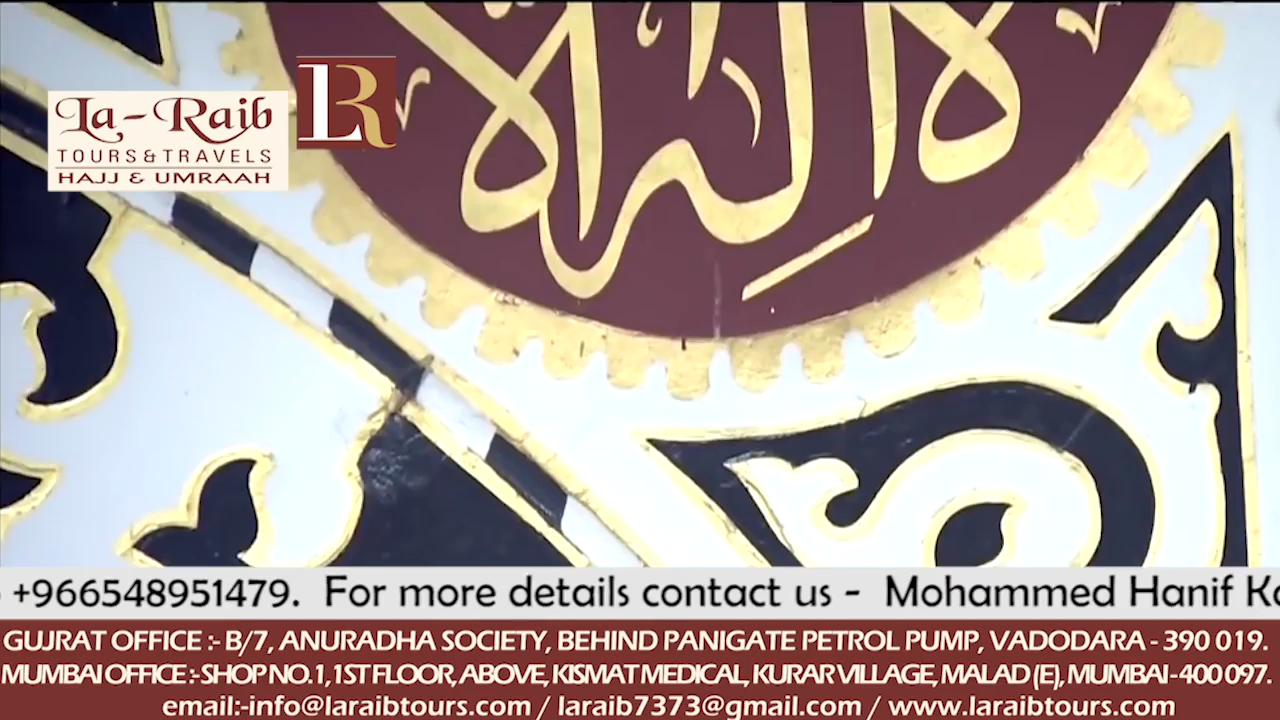 لا إله إلا
La-Raib
TOURS & TRAVELS
HAJJ & UMRAAH
LR
+966548951479. For more details contact us - Mohammed Hanif
GUJRAT OFFICE :- B/7, ANURADHA SOCIETY, BEHIND PANIGATE PETROL PUMP, VADODARA - 390 019.
MUMBAI OFFICE :- SHOP NO. 1, 1ST FLOOR, ABOVE, KISMAT MEDICAL, KURAR VILLAGE, MALAD (E), MUMBAI - 400 097.
email:-info@laraibtours.com / laraib7373@gmail.com / www.laraibtours.com